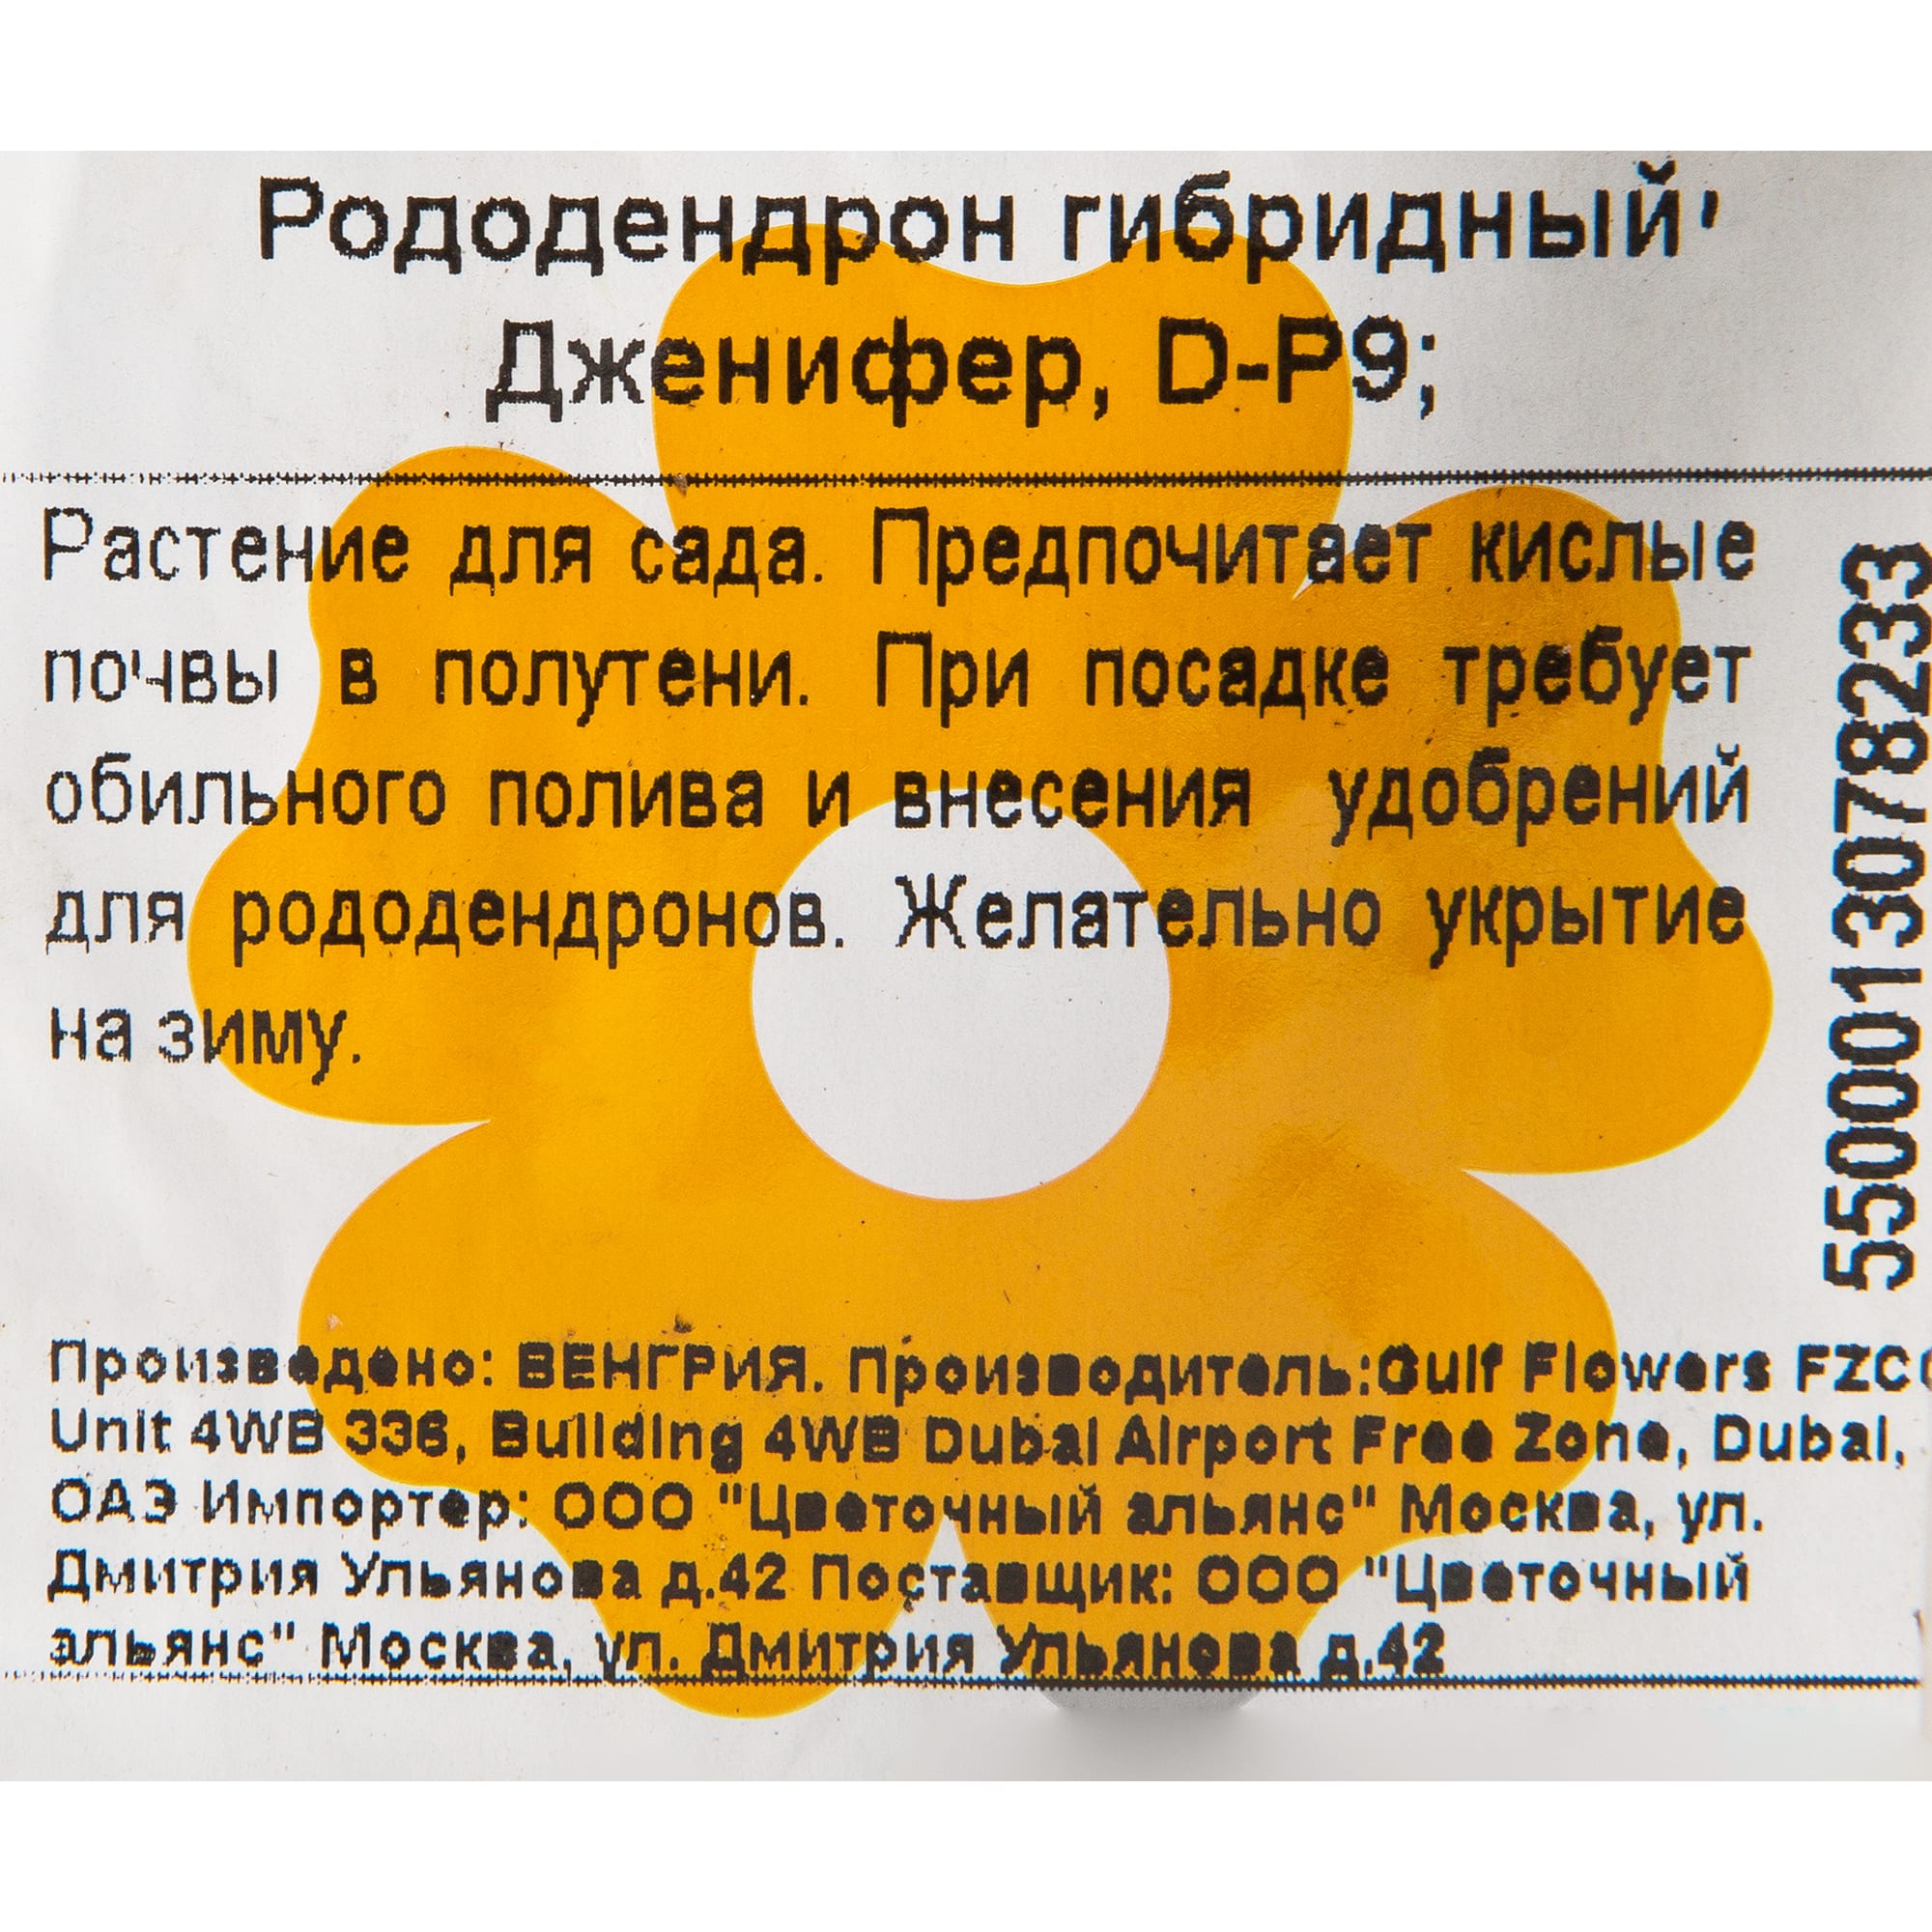 Рододендрон гибридный'
Дженифер, D-P9;
Растение для сада. Предпочитает кислые
почвы в полутени. При посадке требует
обильного полива и внесения удобрений
для рододендронов. Желательно укрытие
на зиму.
5500013078233
Произведено: ВЕНГРИЯ. Производитель:Gulf Flowers
Unit 4WB 336, Building 4WB Dubai Airport Free Zone, Dubai,
ОАЭ Импортер: ООО "Цветочный альянс" Москва, ул.
Дмитрия Ульянова д.42 Поставщик: ООО "Цветочный
альянс" Москва, ул. Дмитрия Ульянова д.42